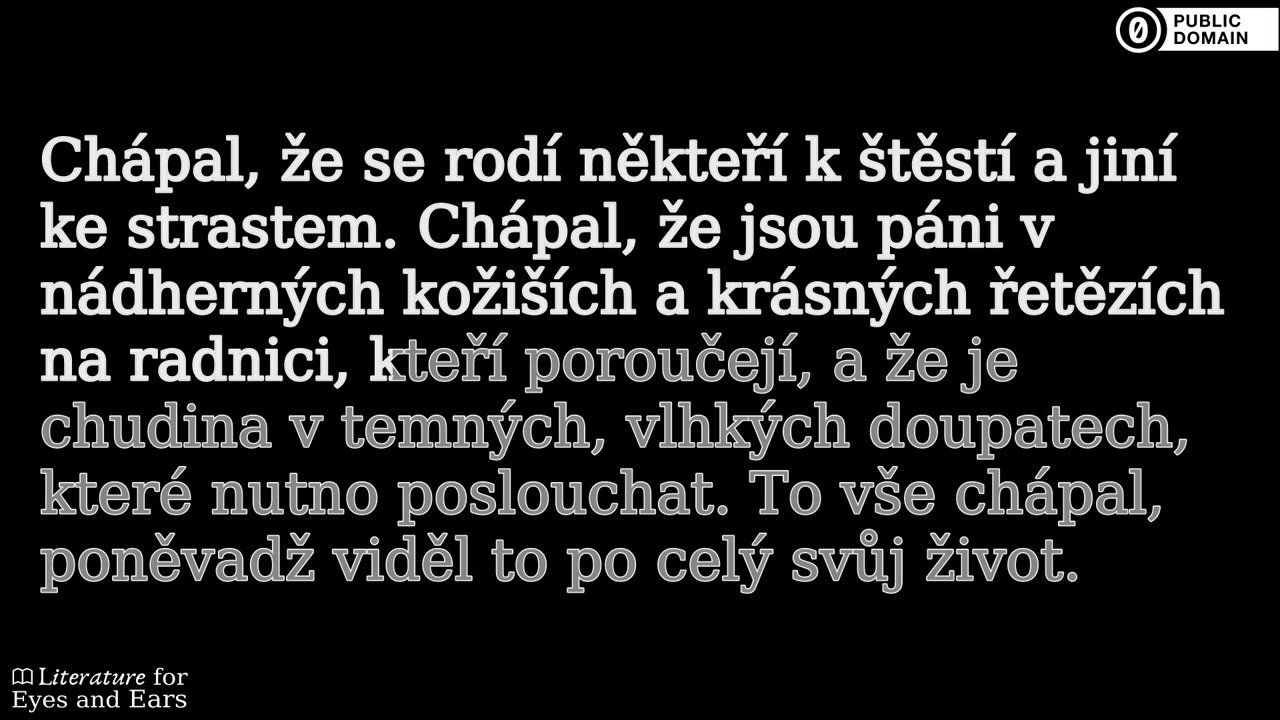 PUBLIC
DOMAIN
Chápal, že se rodí někteří k štěstí a jiní
ke strastem. Chápal, že jsou páni v
nádherných kožiších a krásných řetězích
na radnici, kteří poroučejí, a že je
chudina v temných, vlhkých doupatech,
které nutno poslouchat. To vše chápal,
poněvadž viděl to po celý svůj život.
Literature for
Eyes and Ears